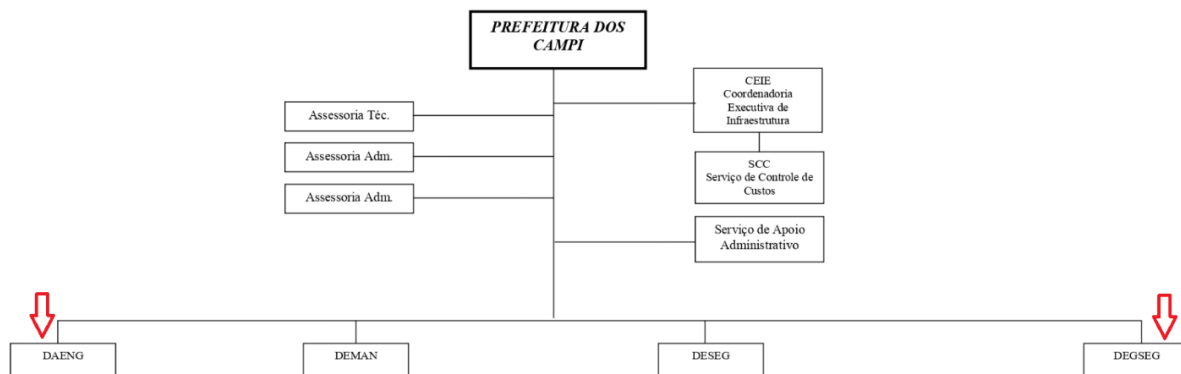 PREFEITURA DOS
CAMPI
CEIE
Coordenadoria
Executiva de
Infraestrutura
Assessoria Téc.
Assessoria Adm.
SCC
Serviço de Controle de
Custos
Assessoria Adm.
Serviço de Apoio
Administrativo
DAENG
DEMAN
DESEG
DEGSEG